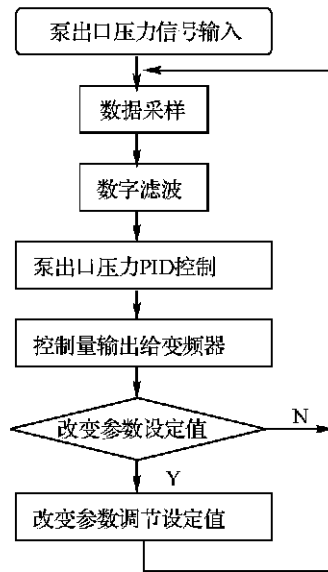 泵出口压力信号输入
数据采样
数字滤波
泵出口压力PID控制
控制量输出给变频器
改变参数设定值
N
Y
改变参数调节设定值